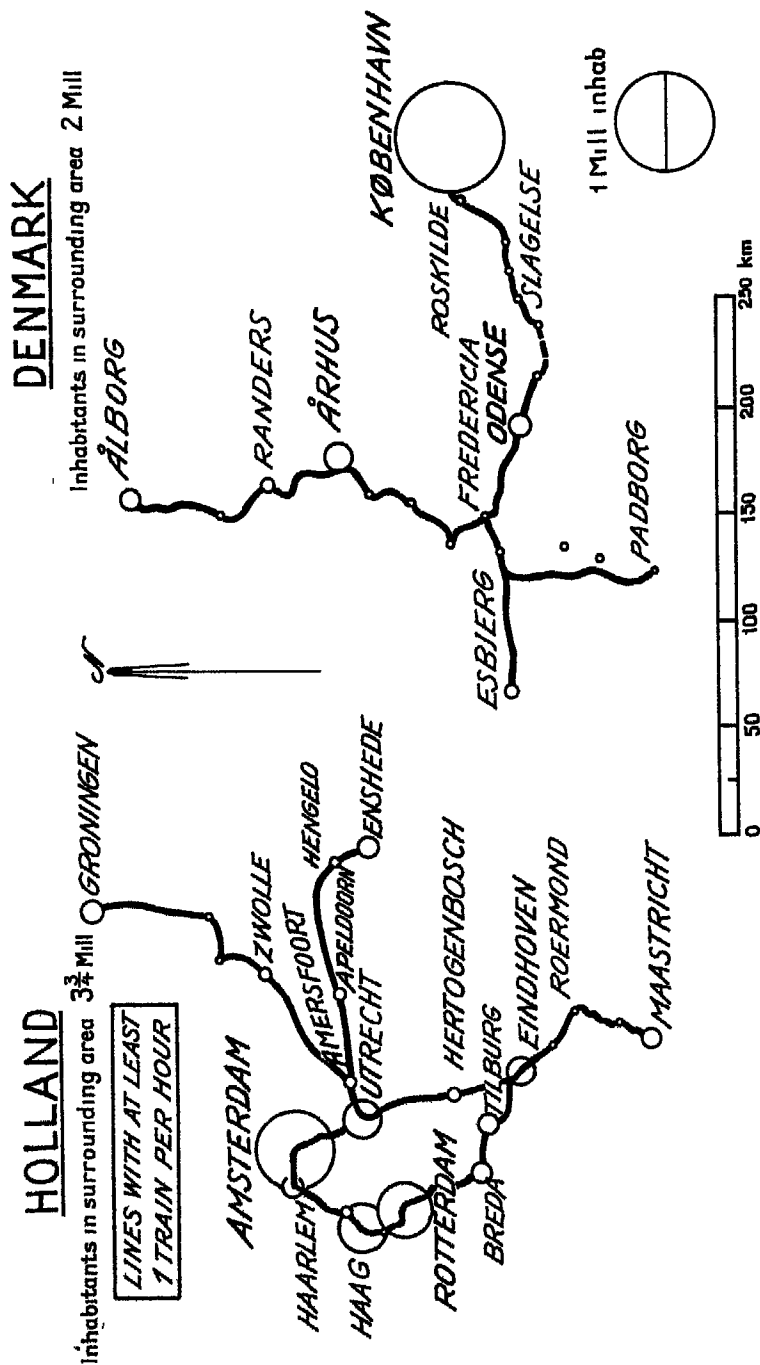 HOLLAND
Inhabitants in surrounding area 3¾ Mill
LINES WITH AT LEAST
1 TRAIN PER HOUR
GRONINGEN
ZWOLLE
AMERSFOORT
HENGELO
APELDOORN
ENSHEDE
AMSTERDAM
UTRECHT
HAARLEM
HAAG
ROTTERDAM
HERTOGENBOSCH
BREDA
TILBURG
EINDHOVEN
ROERMOND
MAASTRICHT
N
DENMARK
Inhabitants in surrounding area 2 Mill
ÅLBORG
RANDERS
ÅRHUS
FREDERICIA
ODENSE
ESBJERG
PADBORG
ROSKILDE
SLAGELSE
KØBENHAVN
1 Mill inhab
0 50 100 150 200 250 km